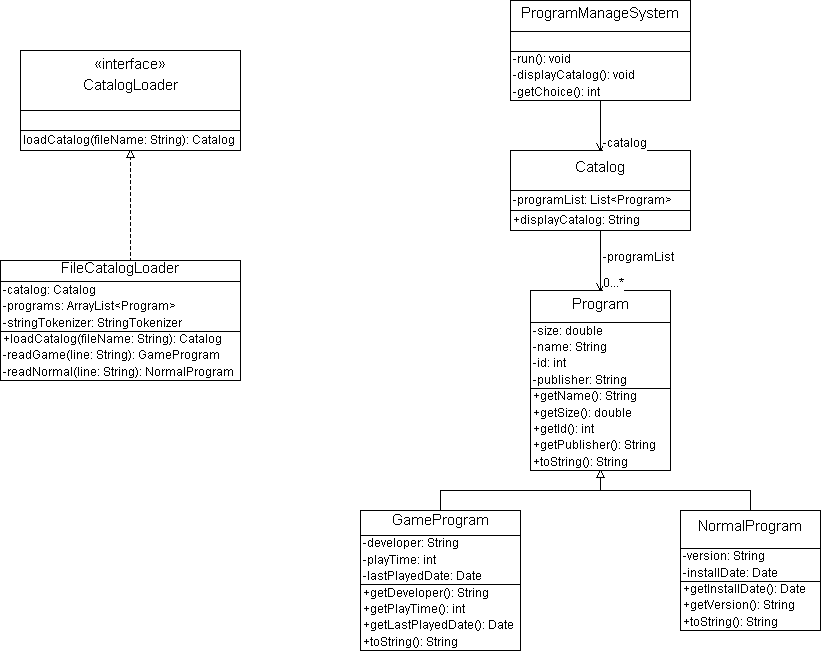 «interface»
CatalogLoader
loadCatalog(fileName: String): Catalog
FileCatalogLoader
-catalog: Catalog
-programs: ArrayList<Program>
-stringTokenizer: StringTokenizer
+loadCatalog(fileName: String): Catalog
-readGame(line: String): GameProgram
-readNormal(line: String): NormalProgram
ProgramManageSystem
-run(): void
-displayCatalog(): void
-getChoice(): int
-catalog
Catalog
-programList: List<Program>
+displayCatalog: String
-programList
0...*
Program
-size: double
-name: String
-id: int
-publisher: String
+getName(): String
+getSize(): double
+getId(): int
+getPublisher(): String
+toString(): String
GameProgram
-developer: String
-playTime: int
-lastPlayedDate: Date
+getDeveloper(): String
+getPlayTime(): int
+getLastPlayedDate(): Date
+toString(): String
NormalProgram
-version: String
-installDate: Date
+getInstallDate(): Date
+getVersion(): String
+toString(): String